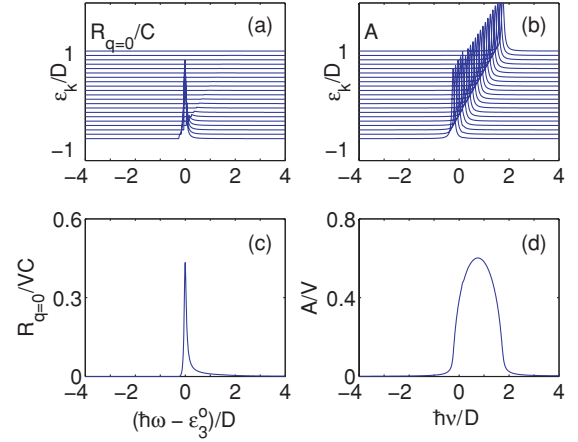 R_{q=0}/C (a)
A (b)
ε_k/D
1
−1
ε_k/D
1
−1
−4 −2 0 2 4
−4 −2 0 2 4
(c)
(d)
R_{q=0}/VC
0.6
0.3
0
A/V
0.8
0.4
0
−4 −2 0 2 4
−4 −2 0 2 4
(ħω − ε₃ᵒ)/D
ħν/D